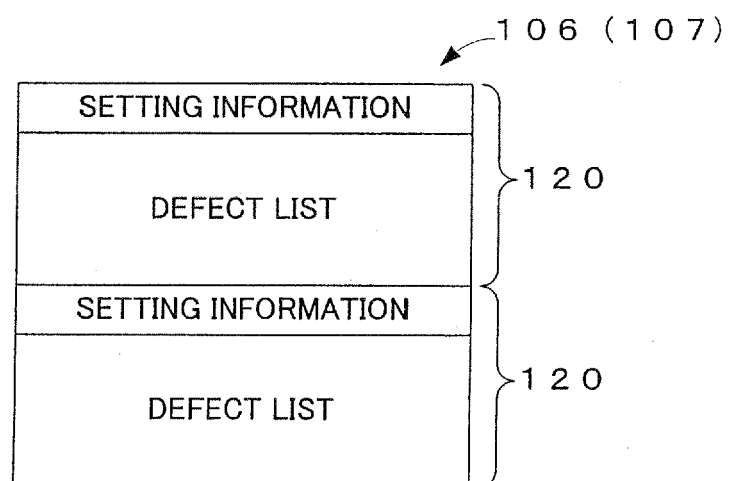 １０６（１０７）
SETTING INFORMATION
DEFECT LIST
１２０
SETTING INFORMATION
DEFECT LIST
１２０